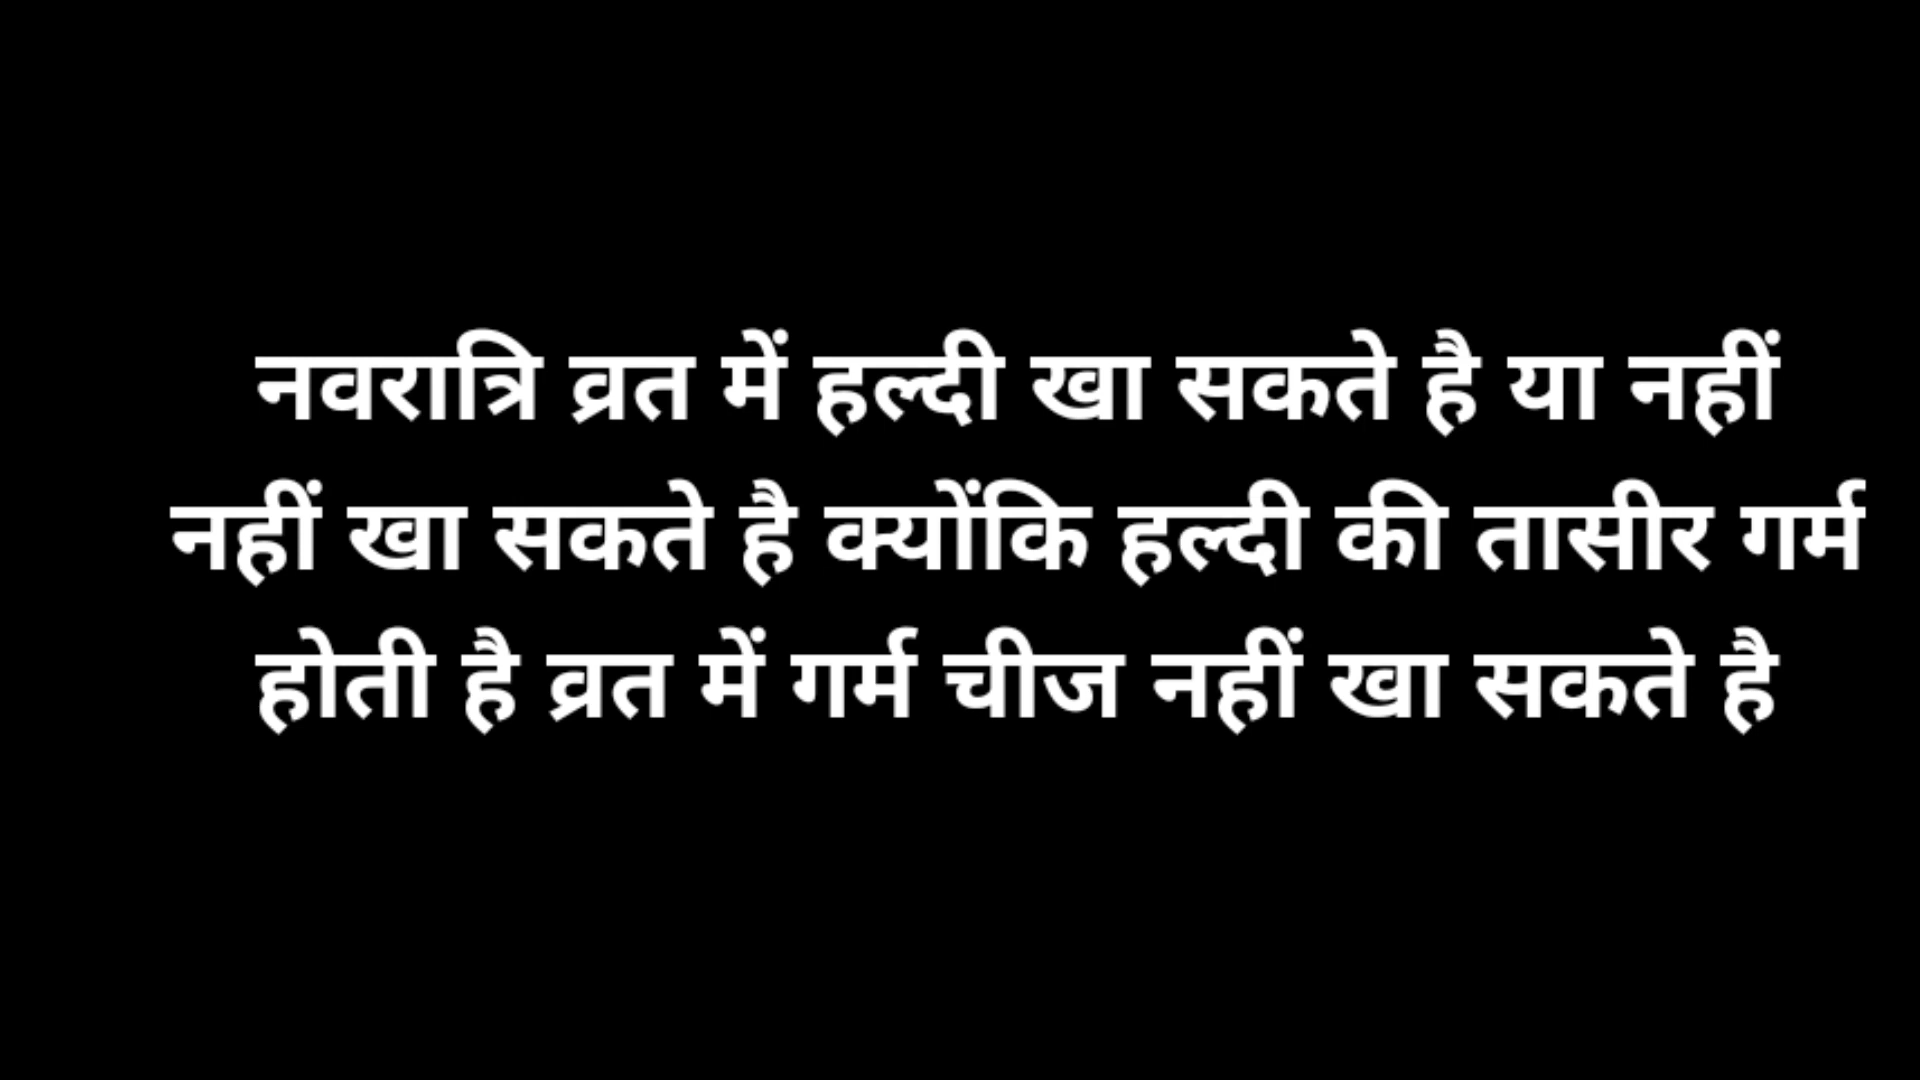 नवरात्रि व्रत में हल्दी खा सकते है या नहीं
नहीं खा सकते है क्योंकि हल्दी की तासीर गर्म
होती है व्रत में गर्म चीज नहीं खा सकते है